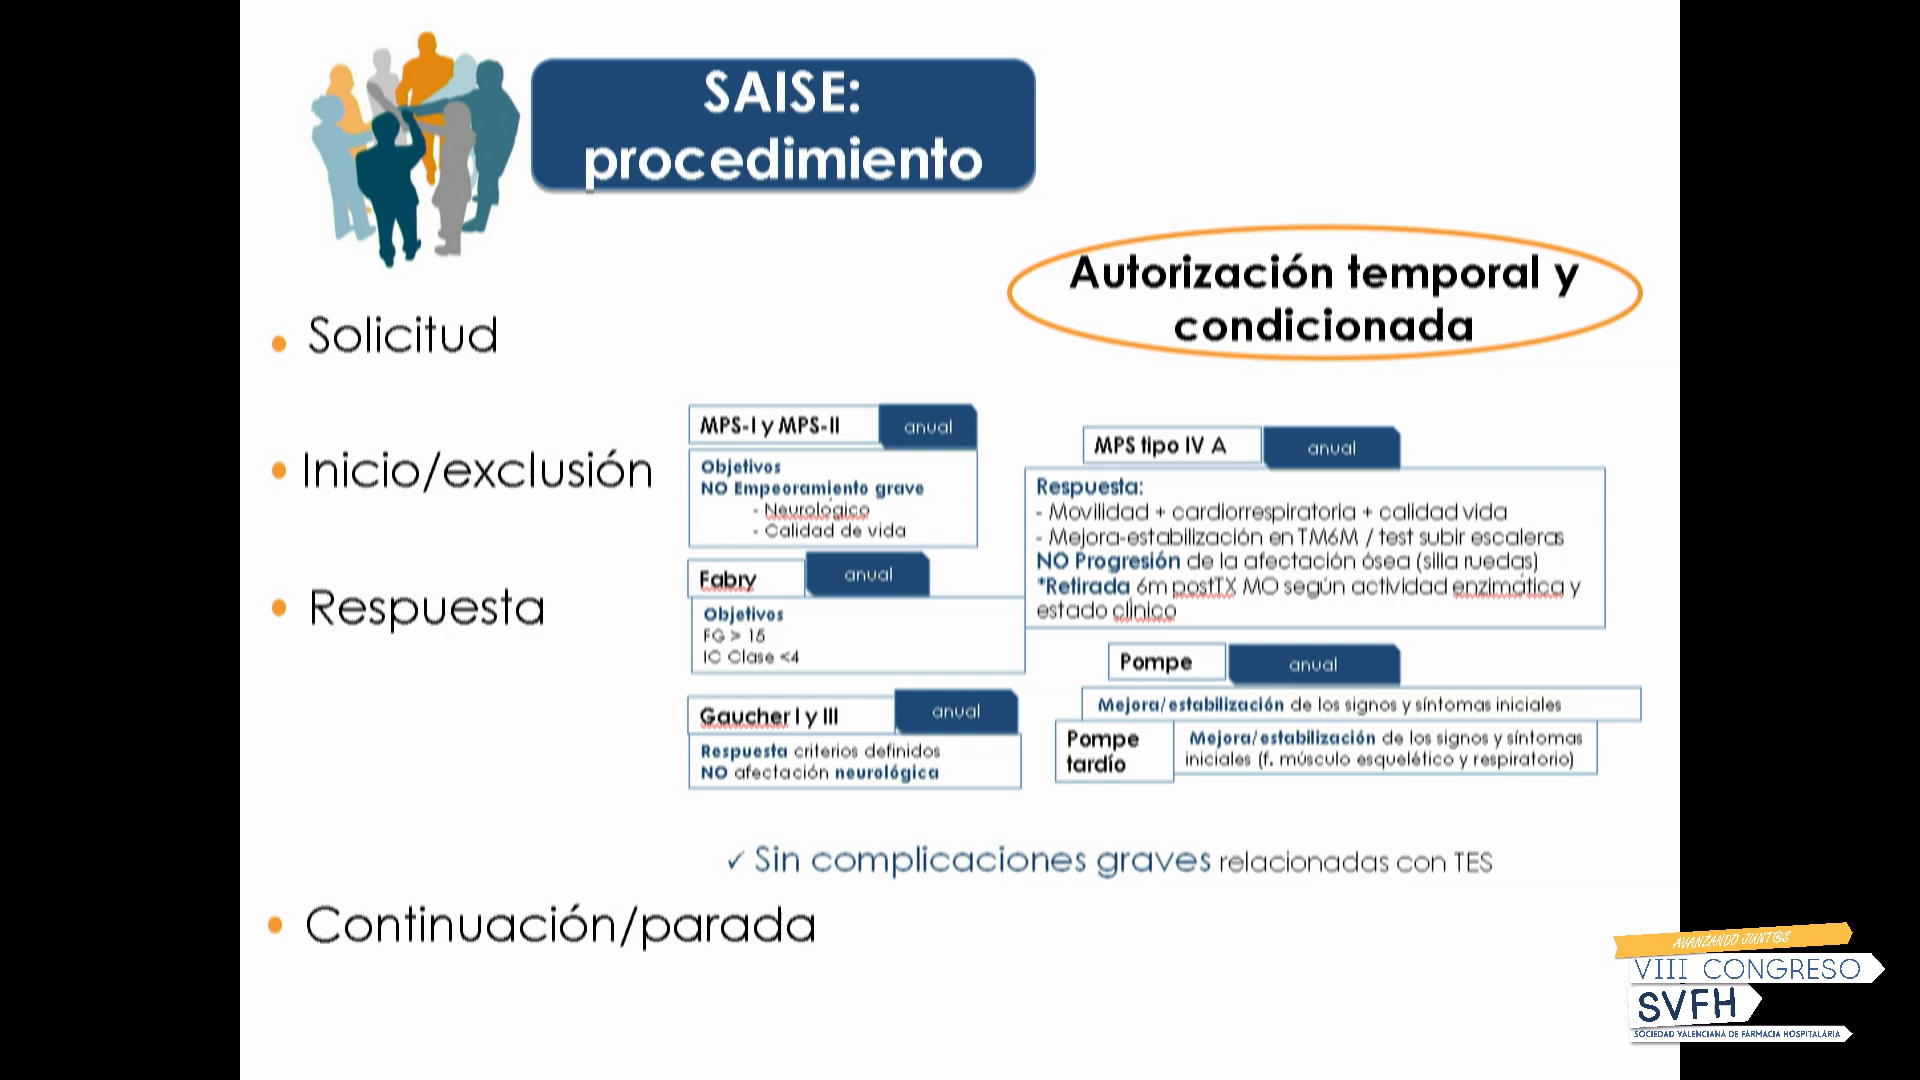 SAISE:
procedimiento
Autorización temporal y
condicionada
• Solicitud
• Inicio/exclusión
• Respuesta
MPS-I y MPS-II
anual
Objetivos
NO Empeoramiento grave
- Neurológico
- Calidad de vida
Fabry
anual
Objetivos
FG > 15
IC Clase <4
Gaucher I y III
anual
Respuesta criterios definidos
NO afectación neurológica
MPS tipo IV A
anual
Respuesta:
- Movilidad + cardiorrespiratoria + calidad vida
- Mejora-estabilización en TM6M / test subir escaleras
NO Progresión de la afectación ósea (silla ruedas)
*Retirada 6m postTX MO según actividad enzimática y
estado clínico
Pompe
anual
Mejora/estabilización de los signos y síntomas iniciales
Pompe
tardío
Mejora/estabilización de los signos y síntomas
iniciales (f. músculo esquelético y respiratorio)
✓ Sin complicaciones graves relacionadas con TES
• Continuación/parada
AVANZANDO JUNT@S
VIII CONGRESO
SVFH
SOCIEDAD VALENCIANA DE FARMACIA HOSPITALARIA